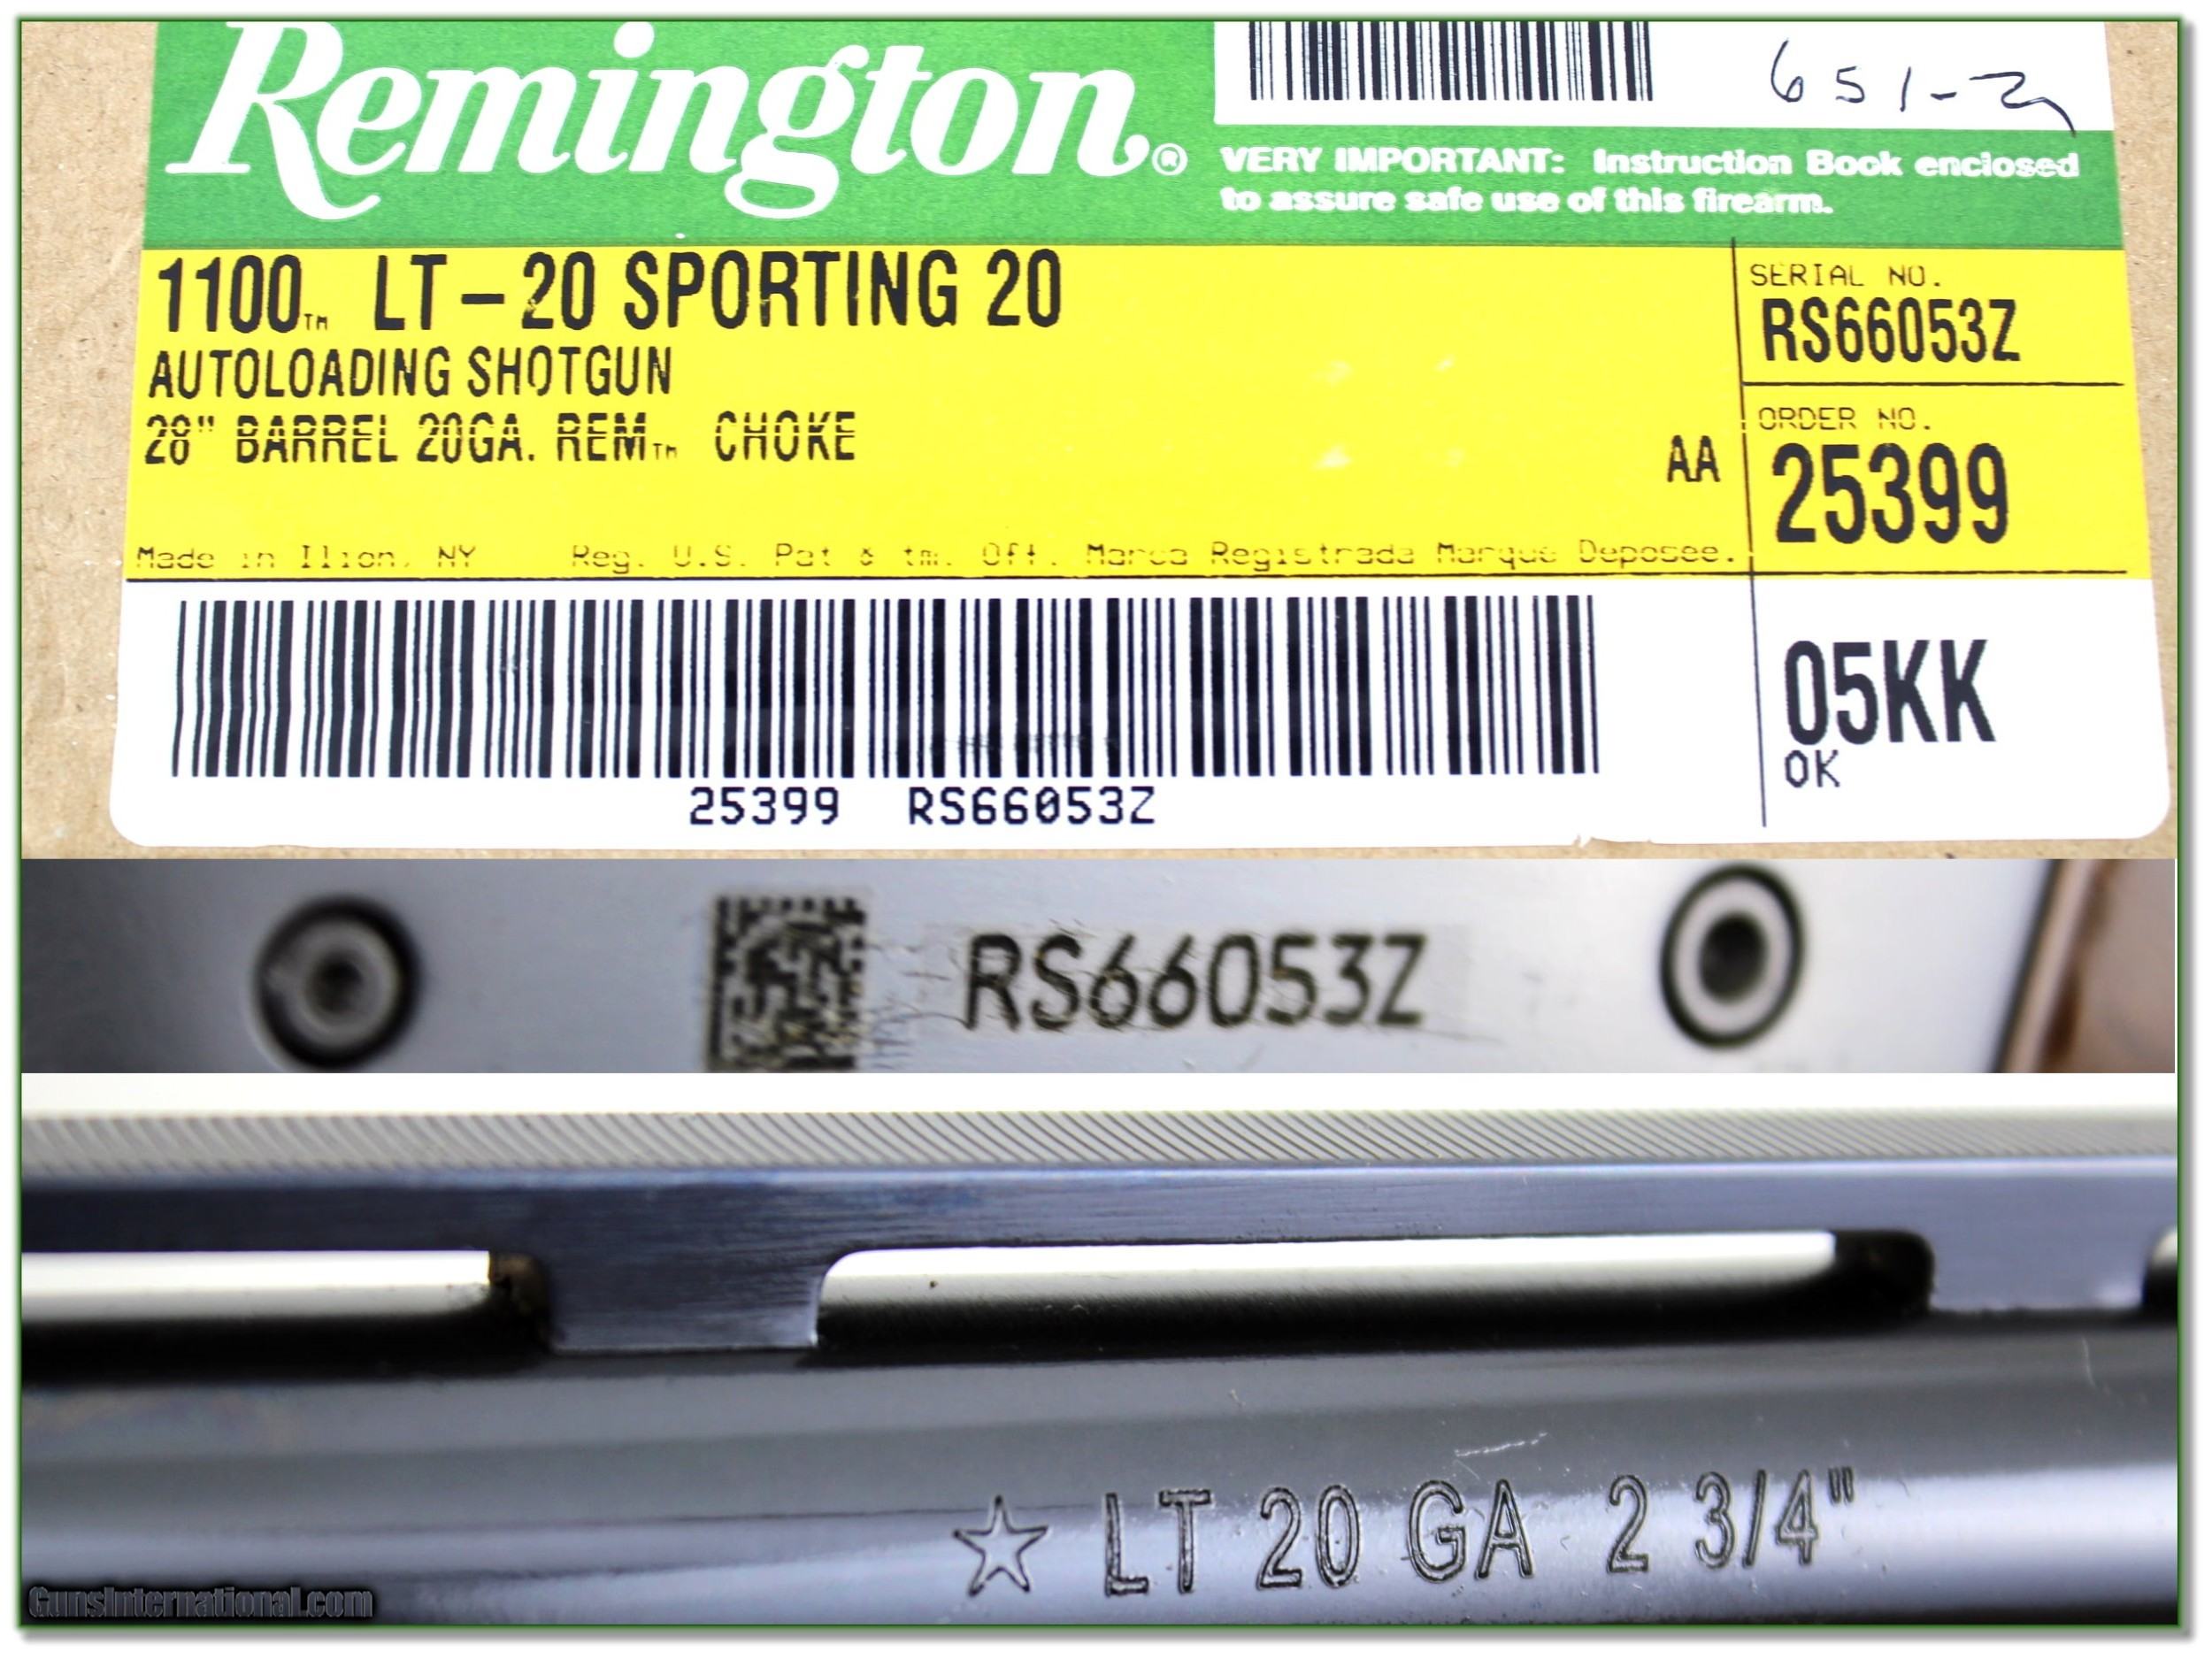 Remington®
651-2
VERY IMPORTANT: Instruction Book enclosed
to assure safe use of this firearm.
1100™ LT-20 SPORTING 20
AUTOLOADING SHOTGUN
28" BARREL 20GA. REM™ CHOKE
AA
SERIAL NO.
RS66053Z
ORDER NO.
25399
Made in Ilion, NY Reg. U.S. Pat & tm. Off. Marca Registrada Marque Deposee.
05KK
OK
25399 RS66053Z
RS66053Z
☆ LT 20 GA 2 3/4"
GunsInternational.com